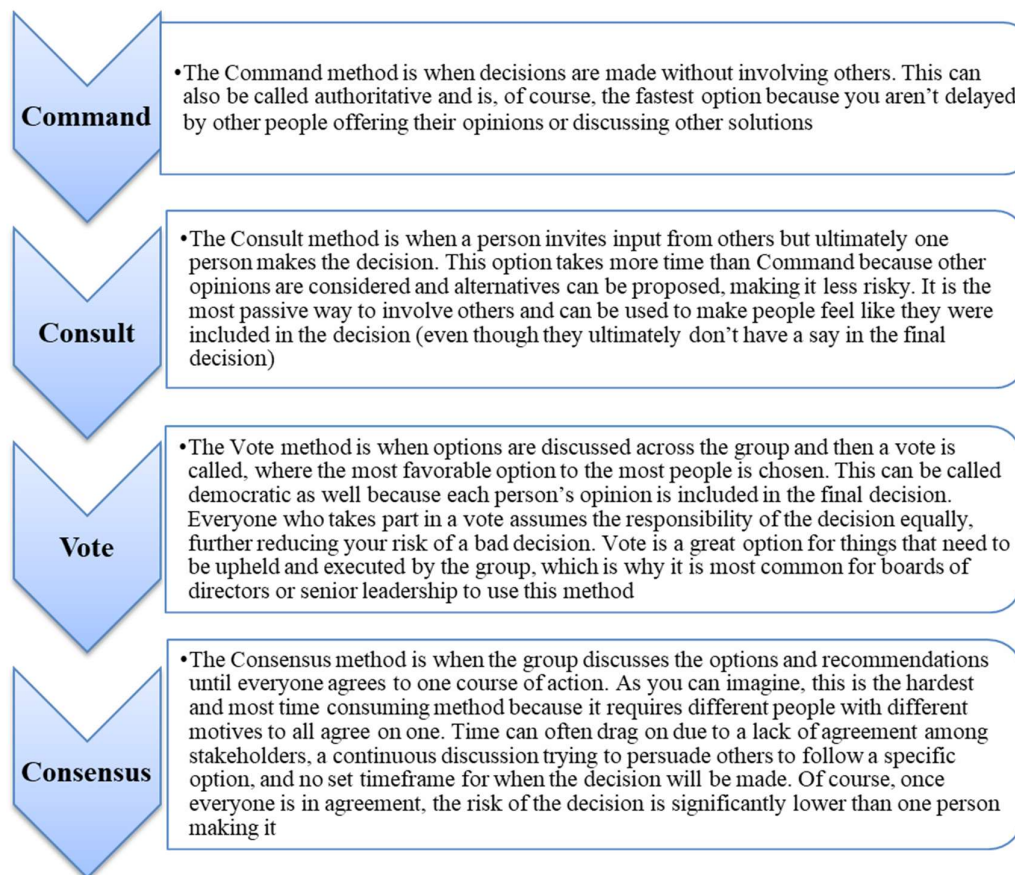 Command
•The Command method is when decisions are made without involving others. This can
also be called authoritative and is, of course, the fastest option because you aren’t delayed
by other people offering their opinions or discussing other solutions
Consult
•The Consult method is when a person invites input from others but ultimately one
person makes the decision. This option takes more time than Command because other
opinions are considered and alternatives can be proposed, making it less risky. It is the
most passive way to involve others and can be used to make people feel like they were
included in the decision (even though they ultimately don’t have a say in the final
decision)
Vote
•The Vote method is when options are discussed across the group and then a vote is
called, where the most favorable option to the most people is chosen. This can be called
democratic as well because each person’s opinion is included in the final decision.
Everyone who takes part in a vote assumes the responsibility of the decision equally,
further reducing your risk of a bad decision. Vote is a great option for things that need to
be upheld and executed by the group, which is why it is most common for boards of
directors or senior leadership to use this method
Consensus
•The Consensus method is when the group discusses the options and recommendations
until everyone agrees to one course of action. As you can imagine, this is the hardest
and most time consuming method because it requires different people with different
motives to all agree on one. Time can often drag on due to a lack of agreement among
stakeholders, a continuous discussion trying to persuade others to follow a specific
option, and no set timeframe for when the decision will be made. Of course, once
everyone is in agreement, the risk of the decision is significantly lower than one person
making it